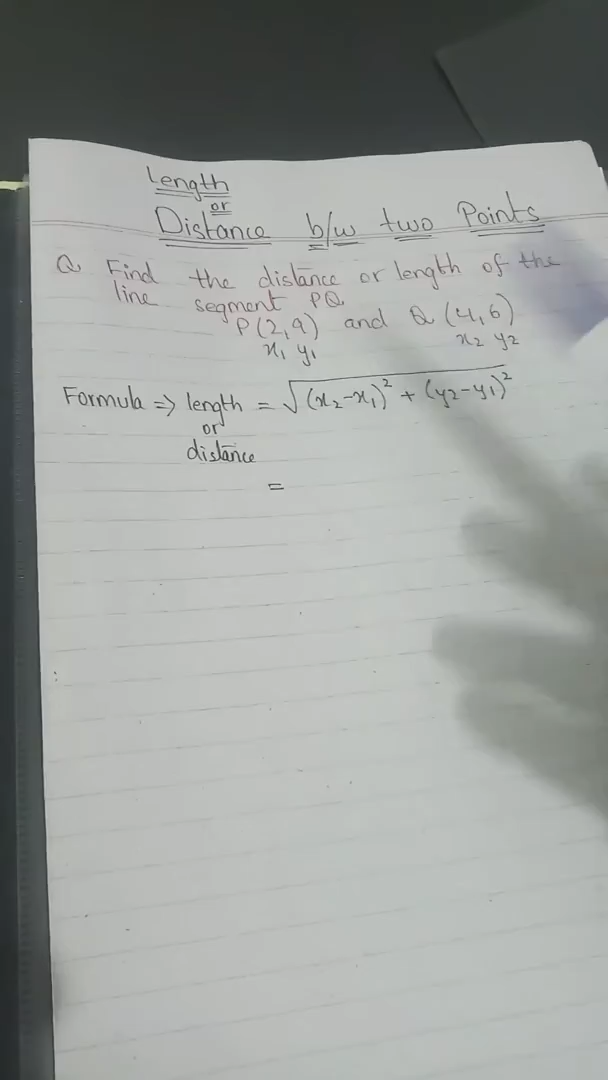 Length
or
Distance b/w two Points
Q Find the distance or length of the
line segment PQ
P(2,9) and Q(4,6)
x₁ y₁ x₂ y₂
Formula => length = √(x₂-x₁)² + (y₂-y₁)²
or
distance
=